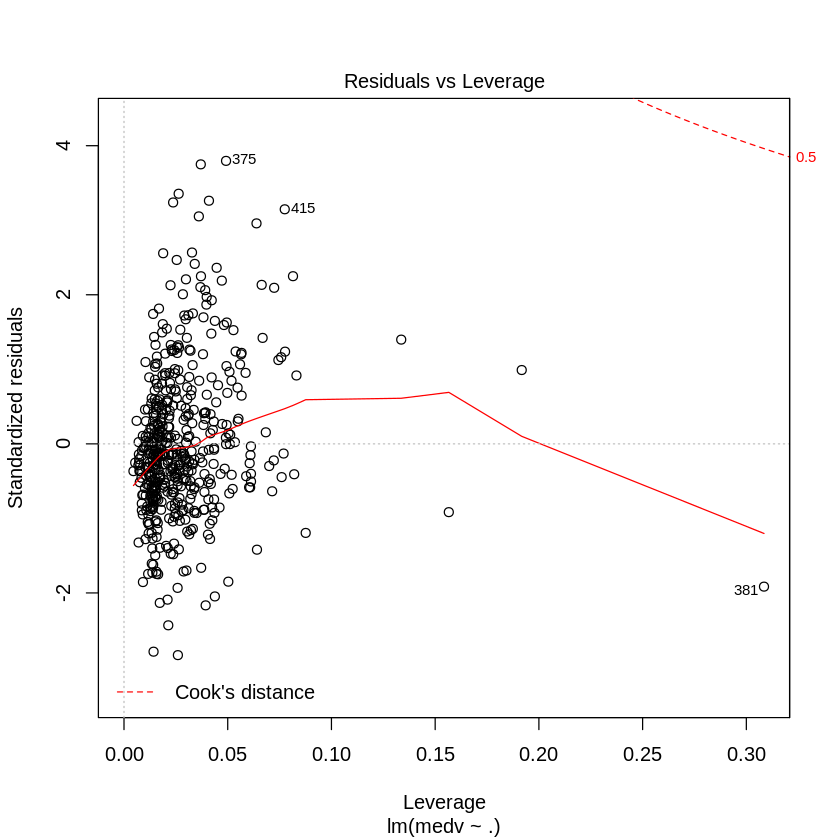 Residuals vs Leverage
4
2
0
-2
Standardized residuals
375
415
381
0.5
Cook's distance
0.00 0.05 0.10 0.15 0.20 0.25 0.30
Leverage
lm(medv ~ .)